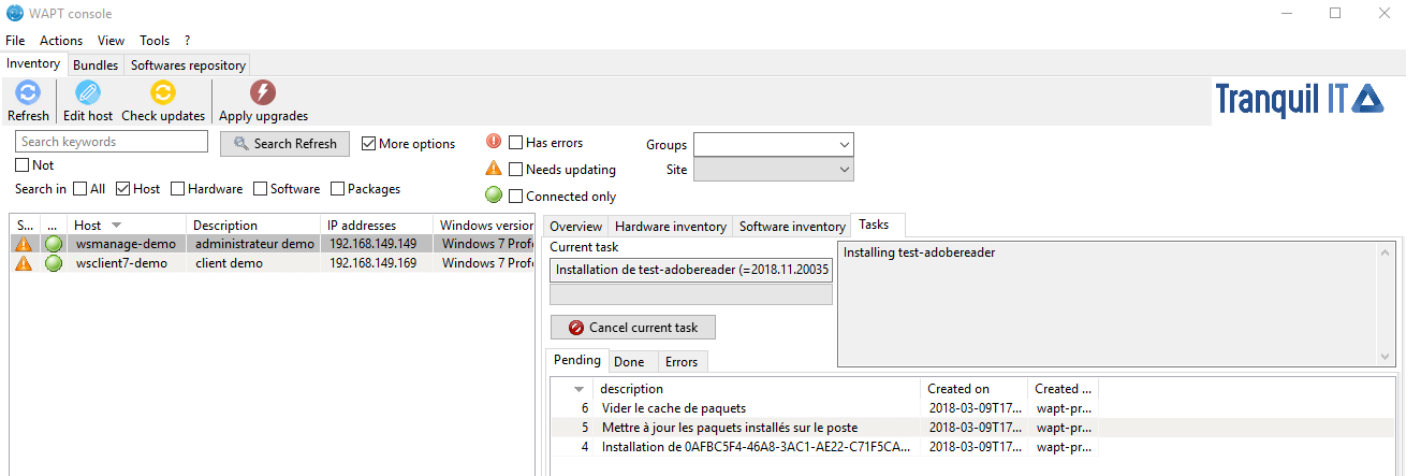 WAPT console
File Actions View Tools ?
Inventory Bundles Softwares repository
Refresh Edit host Check updates Apply upgrades
Tranquil IT
Search keywords Search Refresh More options Has errors Groups
Not Needs updating Site
Search in All Host Hardware Software Packages Connected only
S... ... Host Description IP addresses Windows version
wsmanage-demo administrateur demo 192.168.149.149 Windows 7 Profe
wsclient7-demo client demo 192.168.149.169 Windows 7 Profe
Overview Hardware inventory Software inventory Tasks
Current task
Installation de test-adobereader (=2018.11.20035
Installing test-adobereader
Cancel current task
Pending Done Errors
description Created on Created ...
6 Vider le cache de paquets 2018-03-09T17... wapt-pr...
5 Mettre à jour les paquets installés sur le poste 2018-03-09T17... wapt-pr...
4 Installation de 0AFBC5F4-46A8-3AC1-AE22-C71F5CA... 2018-03-09T17... wapt-pr...